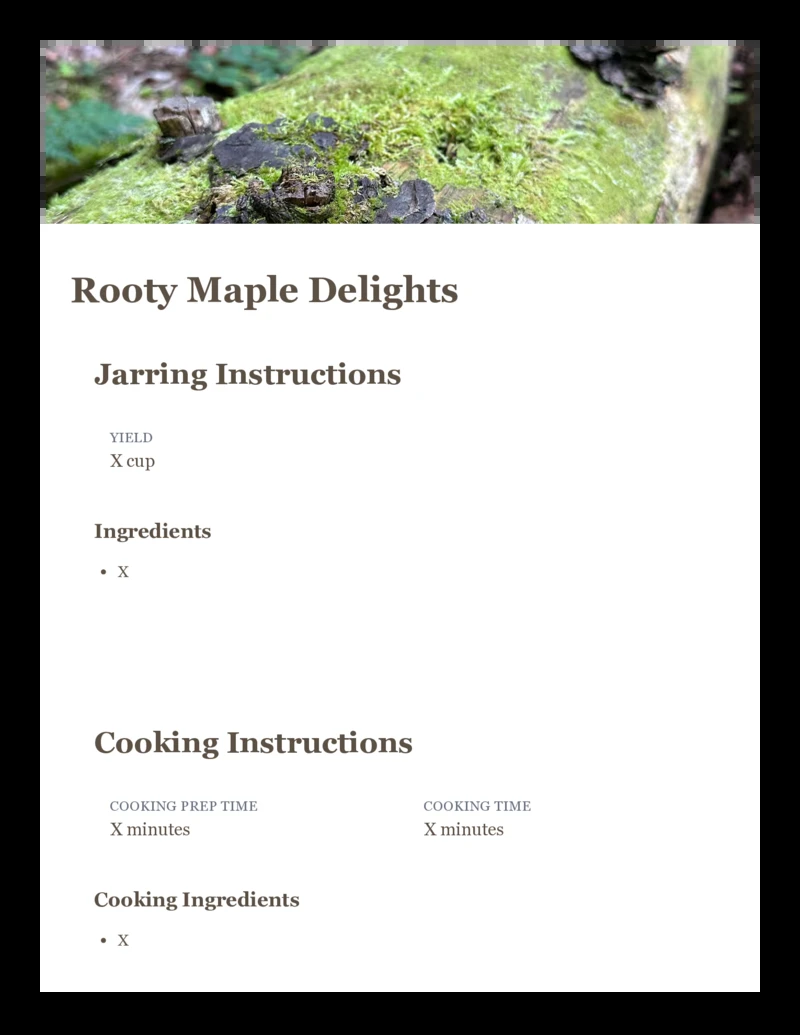 Rooty Maple Delights
Jarring Instructions
YIELD
X cup
Ingredients
• X
Cooking Instructions
COOKING PREP TIME
X minutes
COOKING TIME
X minutes
Cooking Ingredients
• X